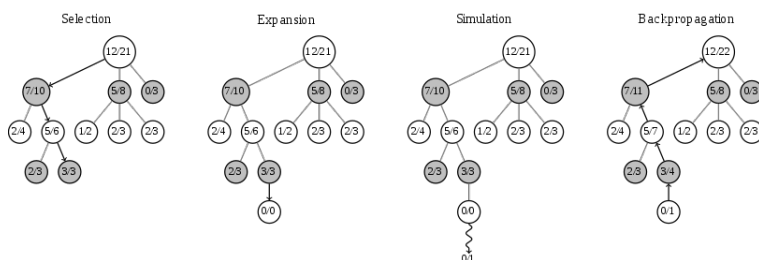 Selection Expansion Simulation Backpropagation
12/21 12/21 12/21 12/22
7/10 5/8 0/3 7/10 5/8 0/3 7/10 5/8 0/3 7/11 5/8 0/3
2/4 5/6 1/2 2/3 2/3 2/4 5/6 1/2 2/3 2/3 2/4 5/6 1/2 2/3 2/3 2/4 5/7 1/2 2/3 2/3
2/3 3/3 2/3 3/3 2/3 3/3 2/3 3/4
0/0 0/0 0/1
0/1